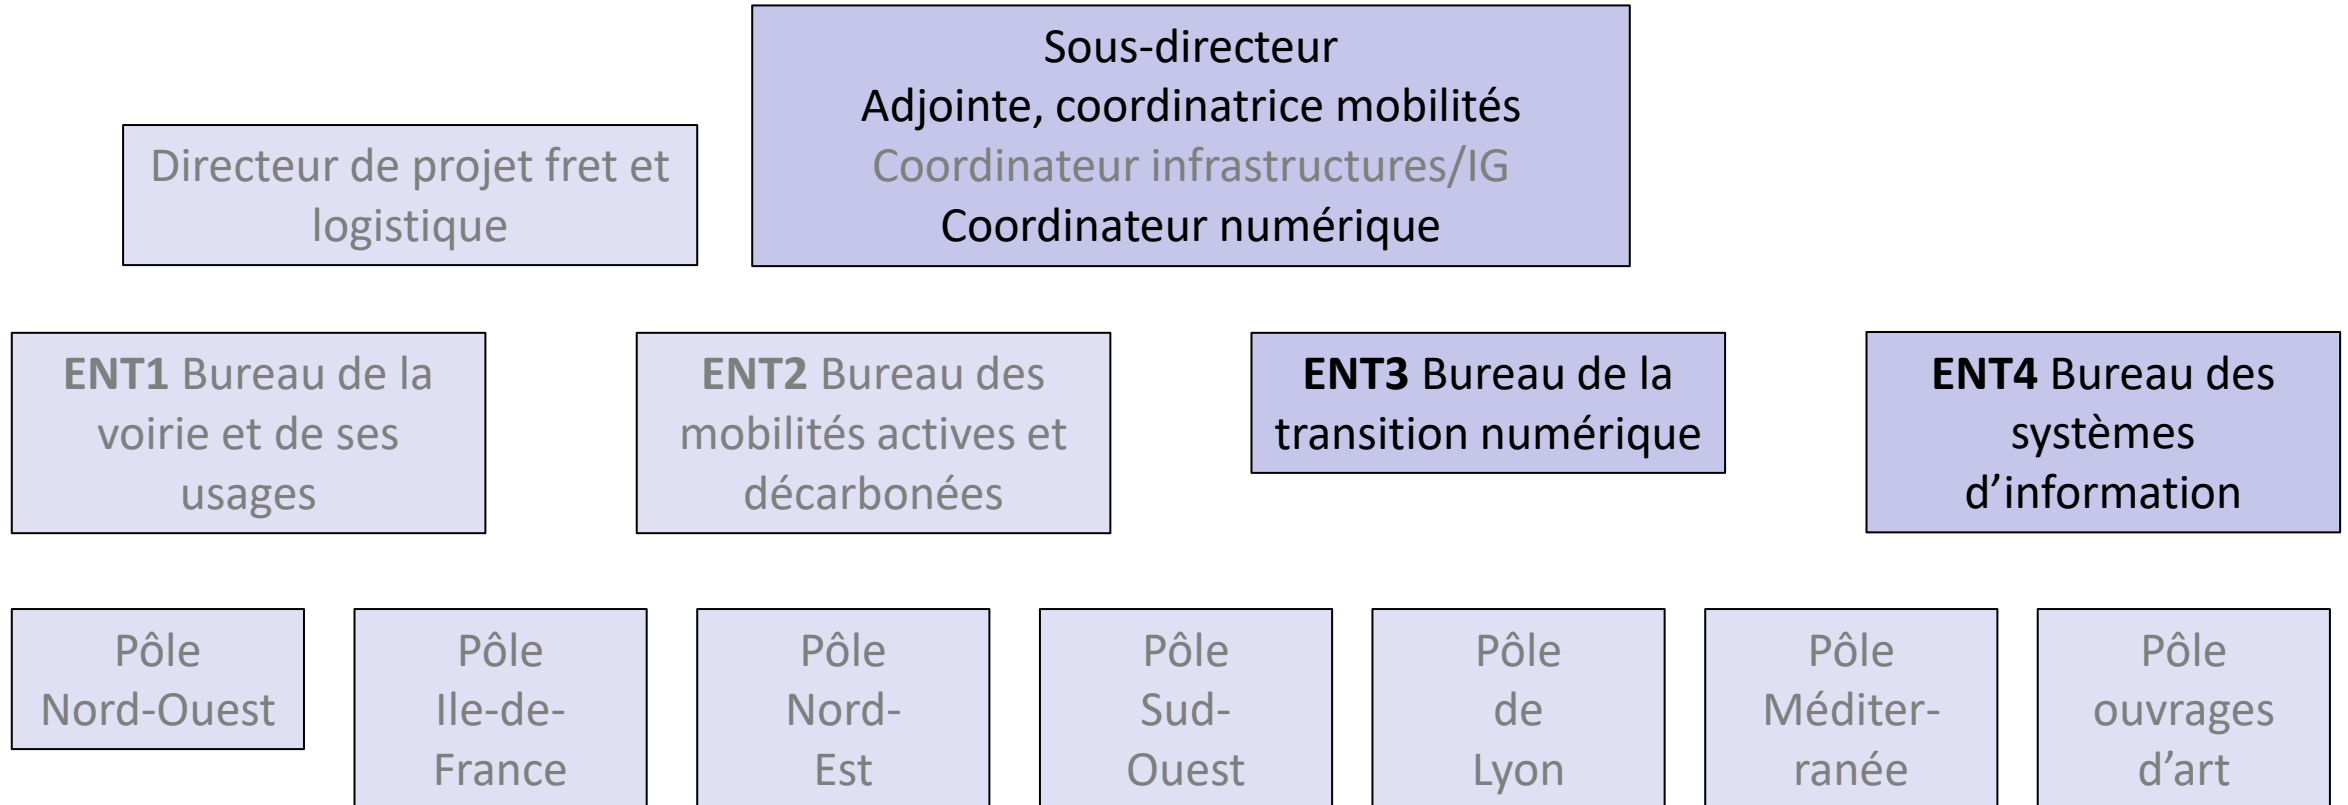 Sous-directeur
Adjointe, coordinatrice mobilités
Coordinateur infrastructures/IG
Coordinateur numérique
Directeur de projet fret et
logistique
ENT1 Bureau de la
voirie et de ses
usages
ENT2 Bureau des
mobilités actives et
décarbonées
ENT3 Bureau de la
transition numérique
ENT4 Bureau des
systèmes
d’information
Pôle
Nord-Ouest
Pôle
Ile-de-
France
Pôle
Nord-
Est
Pôle
Sud-
Ouest
Pôle
de
Lyon
Pôle
Méditer-
ranée
Pôle
ouvrages
d’art